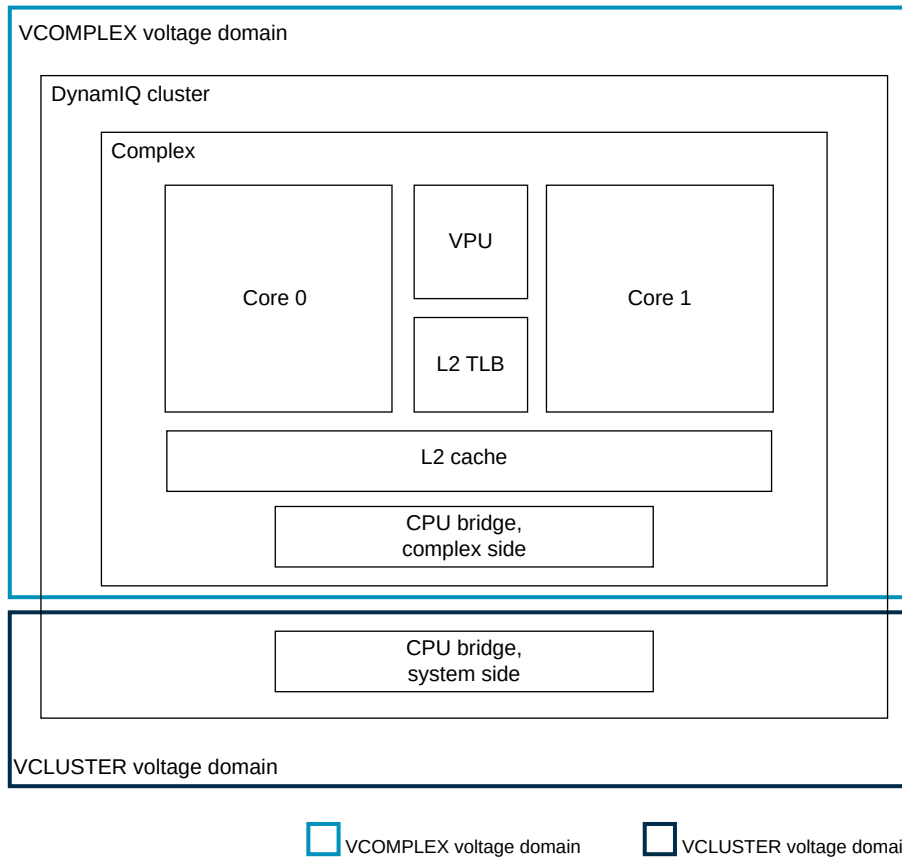 VCOMPLEX voltage domain
DynamIQ cluster
Complex
Core 0
VPU
Core 1
L2 TLB
L2 cache
CPU bridge,
complex side
CPU bridge,
system side
VCLUSTER voltage domain
VCOMPLEX voltage domain
VCLUSTER voltage domai